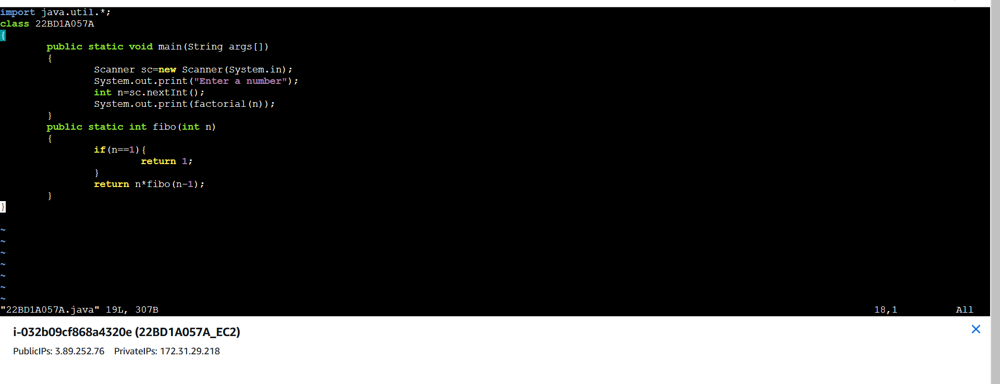 import java.util.*;
class 22BD1A057A
{
        public static void main(String args[])
        {
                Scanner sc=new Scanner(System.in);
                System.out.print("Enter a number");
                int n=sc.nextInt();
                System.out.print(factorial(n));
        }
        public static int fibo(int n)
        {
                if(n==1){
                        return 1;
                }
                return n*fibo(n-1);
        }
}
~
~
~
~
~
~
~
"22BD1A057A.java" 19L, 307B 18,1 All
i-032b09cf868a4320e (22BD1A057A_EC2)
PublicIPs: 3.89.252.76 PrivateIPs: 172.31.29.218